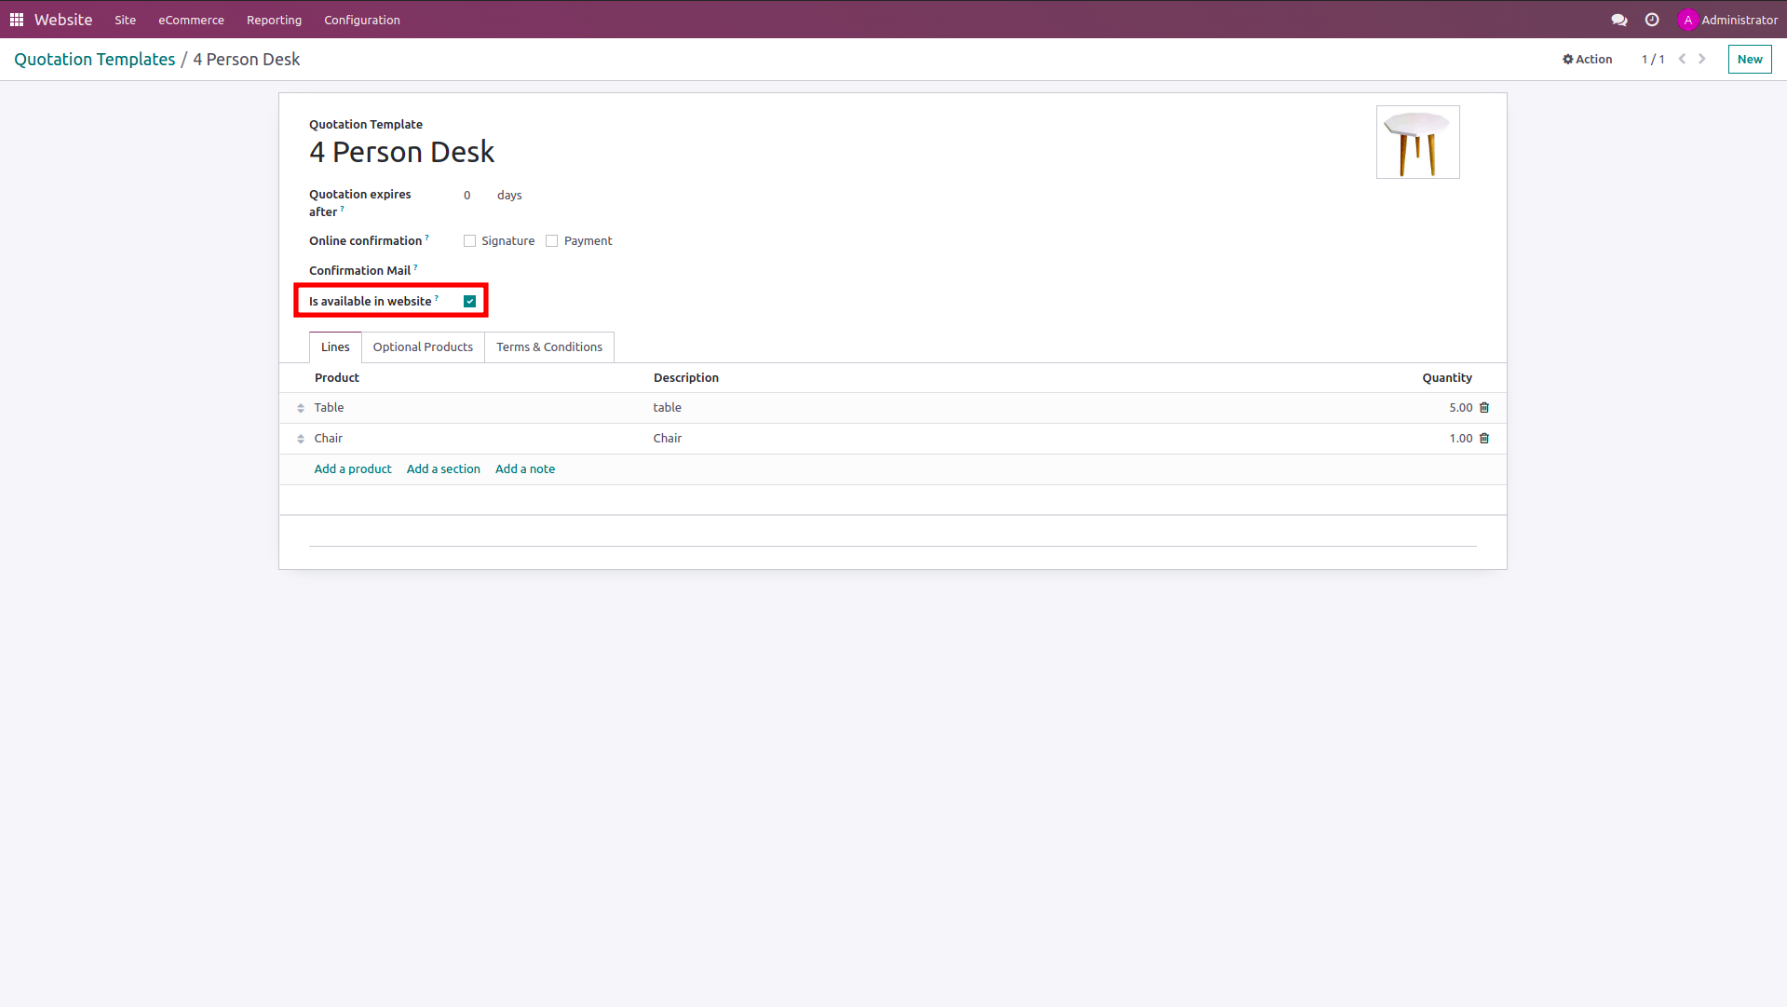 Website Site eCommerce Reporting Configuration A Administrator
Quotation Templates / 4 Person Desk Action 1 / 1 New
Quotation Template
4 Person Desk
Quotation expires after ? 0 days
Online confirmation ? Signature Payment
Confirmation Mail ?
Is available in website ?
Lines Optional Products Terms & Conditions
Product Description Quantity
Table table 5.00
Chair Chair 1.00
Add a product Add a section Add a note